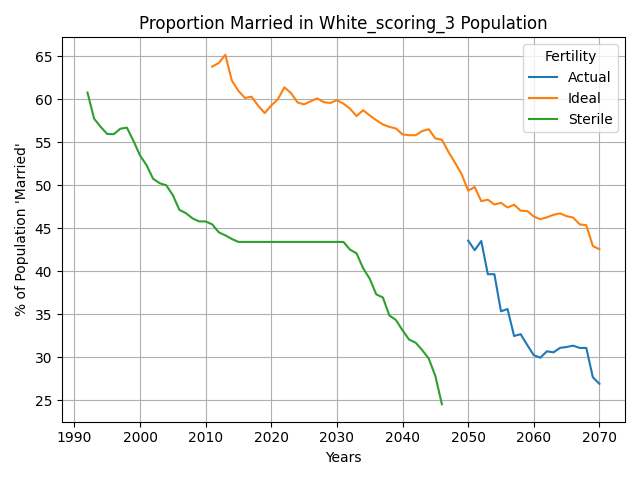 Proportion Married in White_scoring_3 Population
% of Population 'Married'
65
60
55
50
45
40
35
30
25
Fertility
Actual
Ideal
Sterile
1990 2000 2010 2020 2030 2040 2050 2060 2070
Years